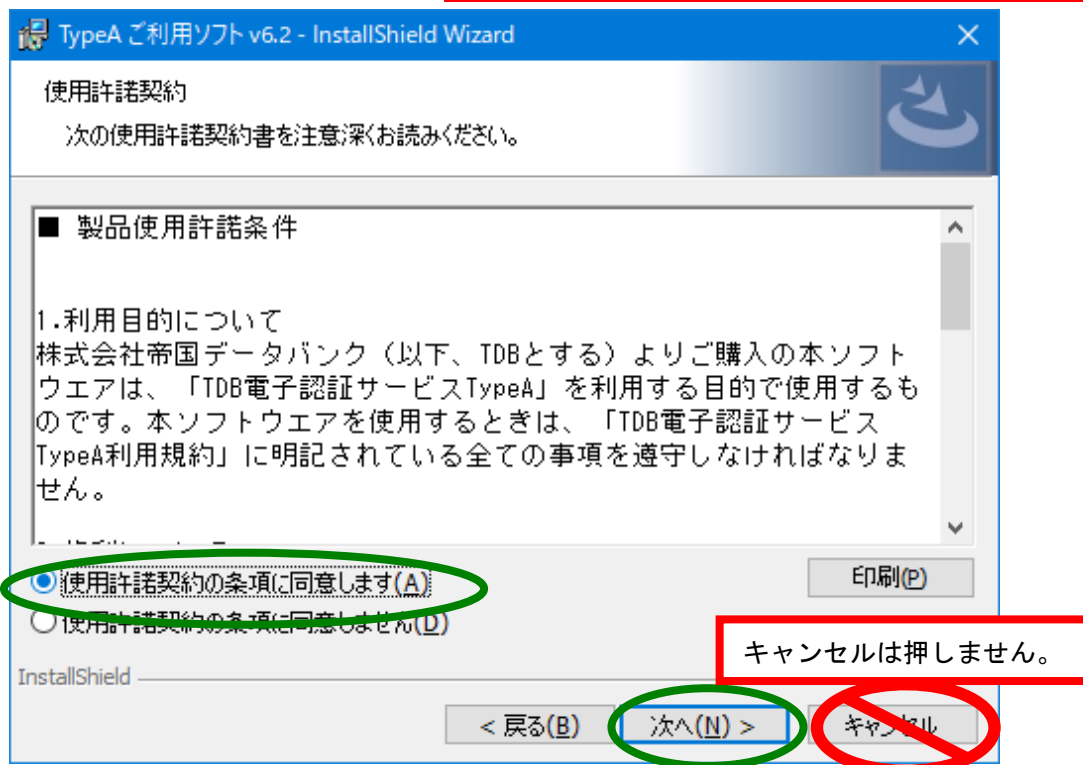 TypeA ご利用ソフト v6.2 - InstallShield Wizard
使用許諾契約
次の使用許諾契約書を注意深くお読みください。
■ 製品使用許諾条件
1.利用目的について
株式会社帝国データバンク（以下、TDBとする）よりご購入の本ソフト
ウエアは、「TDB電子認証サービスTypeA」を利用する目的で使用するも
のです。本ソフトウエアを使用するときは、「TDB電子認証サービス
TypeA利用規約」に明記されている全ての事項を遵守しなければなりま
せん。
使用許諾契約の条項に同意します(A)
印刷(P)
使用許諾契約の条項に同意しません(D)
キャンセルは押しません。
InstallShield
< 戻る(B)
次へ(N) >
キャンセル